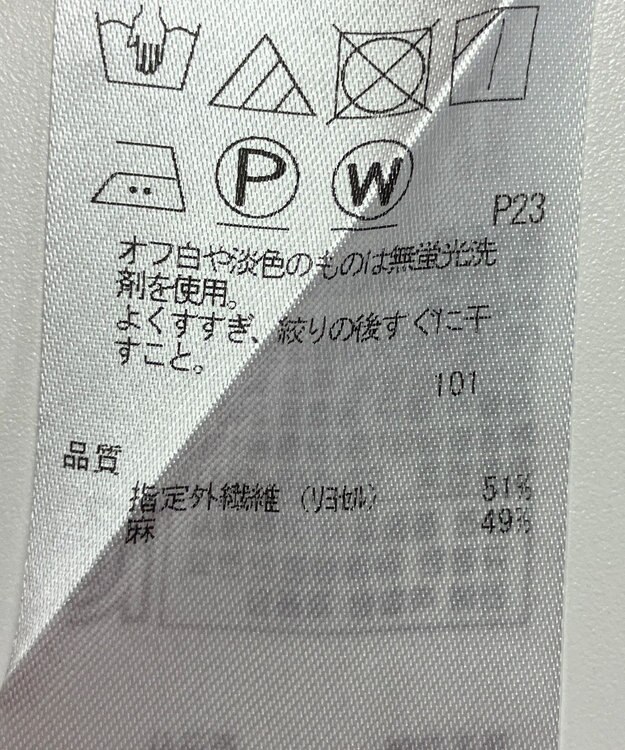 P
W
P23
オフ白や淡色のものは無蛍光洗
剤を使用。
よくすすぎ、絞りの後すぐに干
すこと。
101
品質
指定外繊維 (リヨセル) 51%
麻 49%